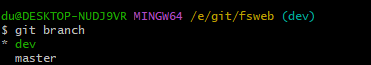 du@DESKTOP-NUDJ9VR MINGW64 /e/git/fsweb (dev)
$ git branch
* dev
  master